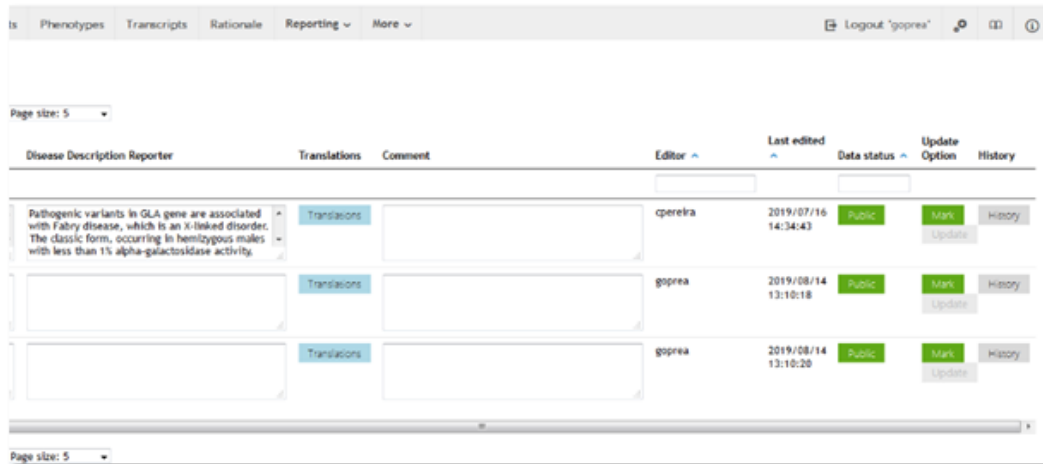 ts Phenotypes Transcripts Rationale Reporting More Logout "goprea"
Page size: 5
Disease Description Reporter Translations Comment Editor Last edited Data status Update Option History
Pathogenic variants in GLA gene are associated
with Fabry disease, which is an X-linked disorder.
The classic form, occurring in hemizygous males
with less than 1% alpha-galactosidase activity,
Translations cpereira 2019/07/16
14:34:43 Public Mark History
Update
Translations goprea 2019/08/14
13:10:18 Public Mark History
Update
Translations goprea 2019/08/14
13:10:20 Public Mark History
Update
Page size: 5